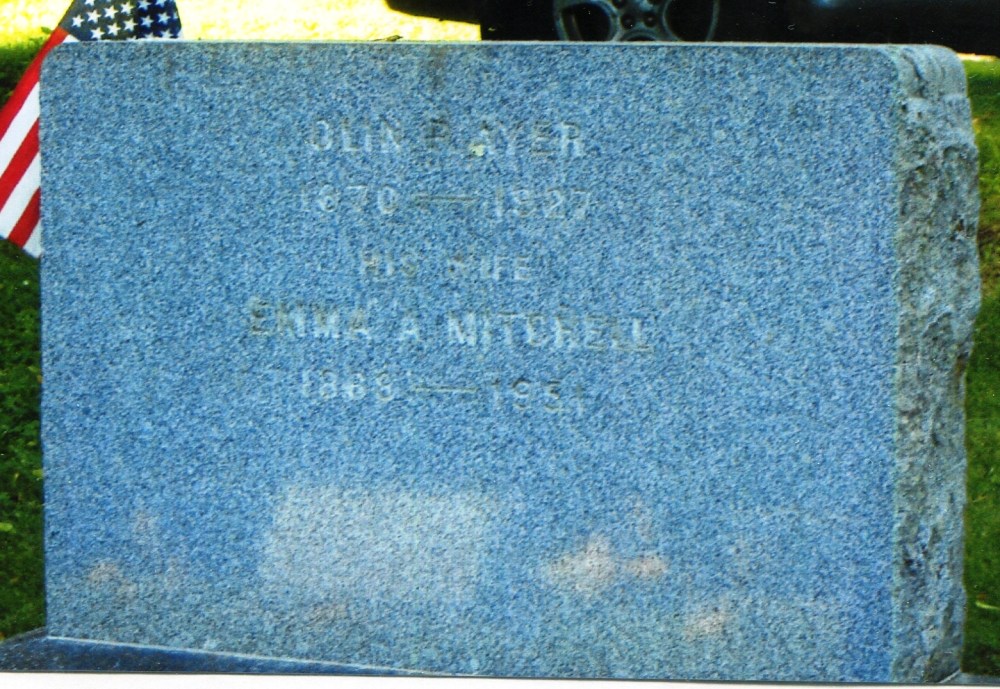 OLIN P. AYER
1870 — 1927
HIS WIFE
EMMA A. MITCHELL
1868 — 1951